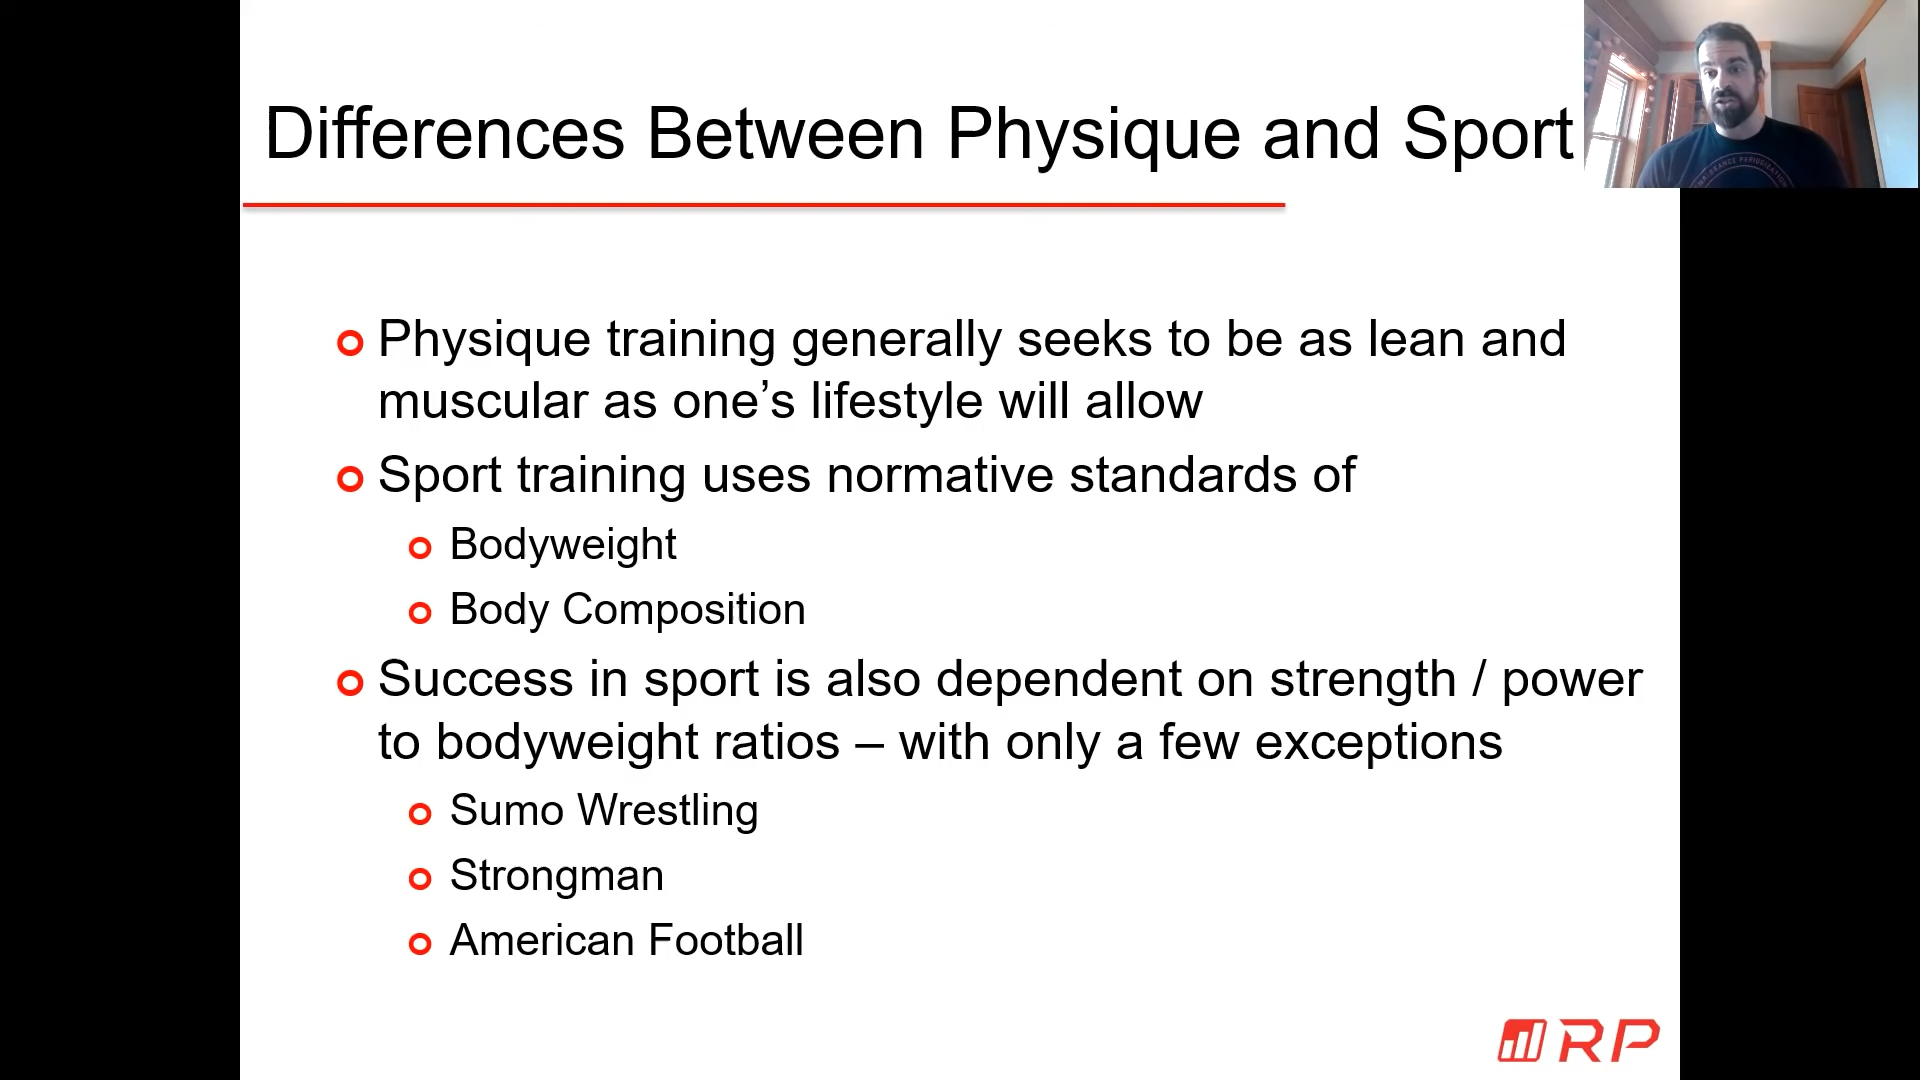 Differences Between Physique and Sport
Physique training generally seeks to be as lean and
muscular as one’s lifestyle will allow
Sport training uses normative standards of
Bodyweight
Body Composition
Success in sport is also dependent on strength / power
to bodyweight ratios – with only a few exceptions
Sumo Wrestling
Strongman
American Football
RP